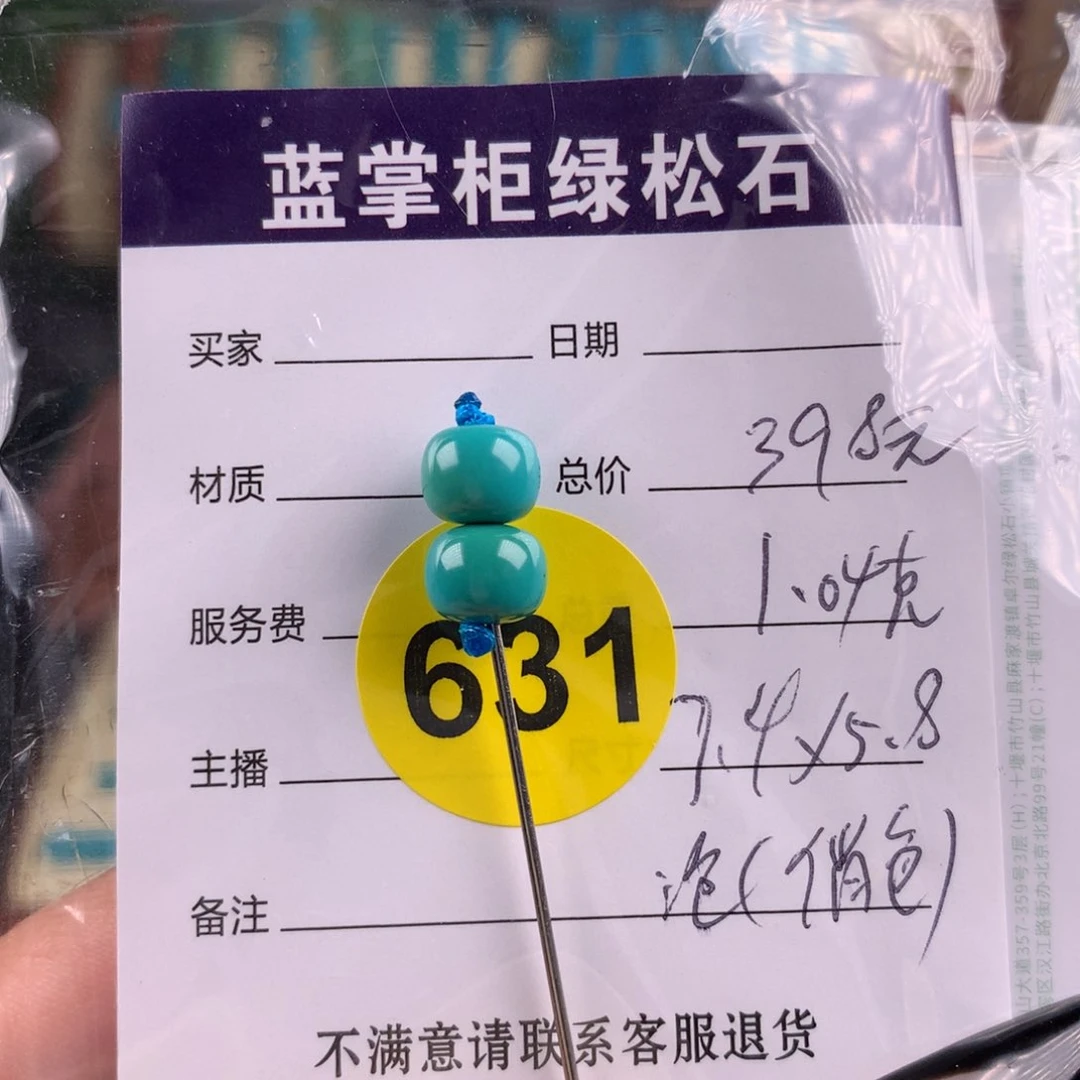 蓝掌柜绿松石
买家 日期
材质 总价 398元
服务费 1.04克
631
主播 7.4x5.8
备注 (俏色)
不满意请联系客服退货